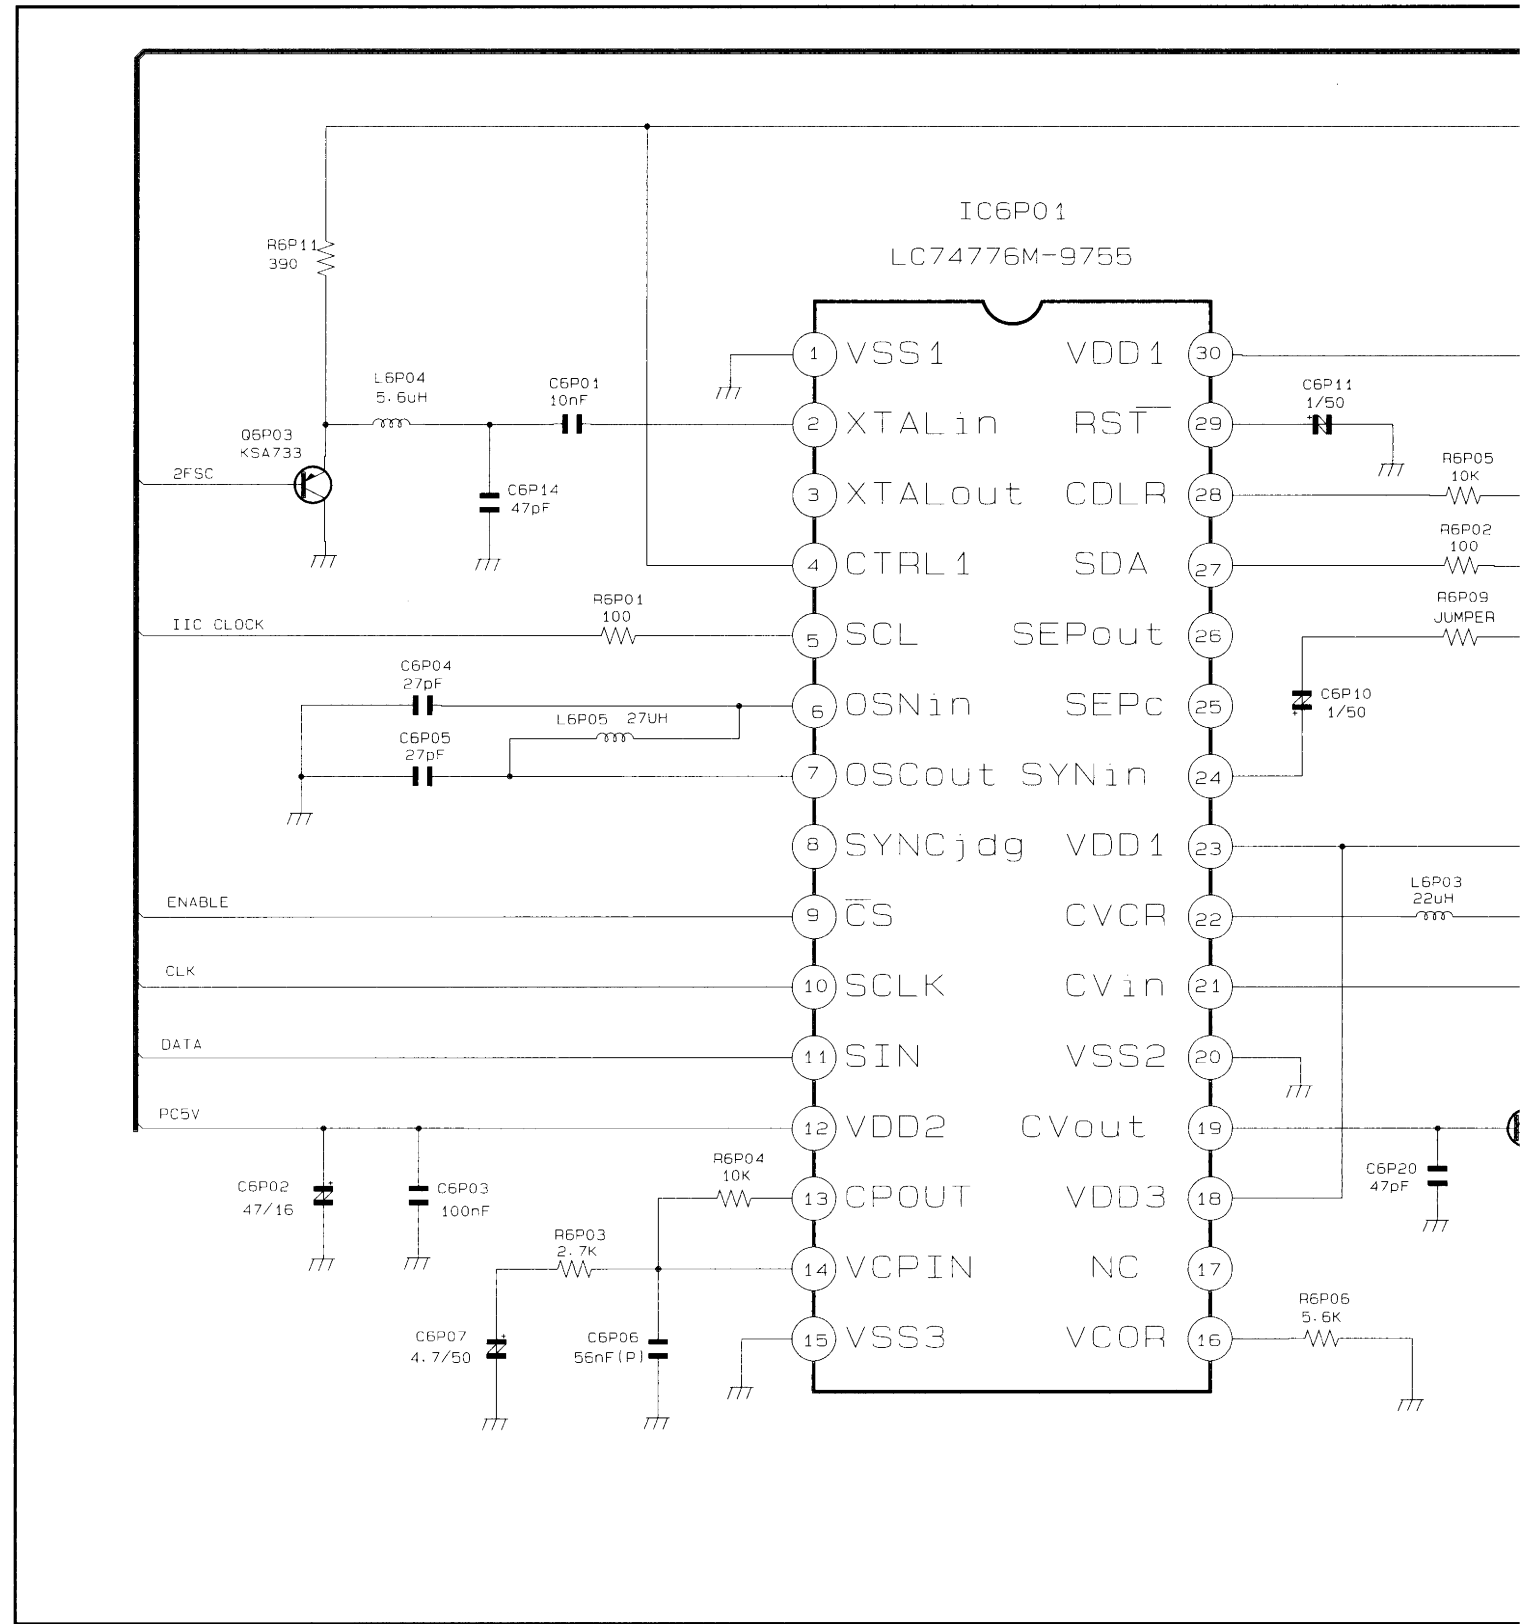 IC6P01
LC74776M-9755
R6P11
390
L6P04
5.6uH
C6P01
10nF
Q6P03
KSA733
2FSC
C6P14
47pF
R6P01
100
IIC CLOCK
C6P04
27pF
L6P05 27UH
C6P05
27pF
ENABLE
CLK
DATA
PC5V
C6P02
47/16
C6P03
100nF
R6P04
10K
R6P03
2.7K
C6P07
4.7/50
C6P06
56nF(P)
1 VSS1 VDD1 30
2 XTALin RST 29
3 XTALout CDLR 28
4 CTRL1 SDA 27
5 SCL SEPout 26
6 OSNin SEPc 25
7 OSCout SYNin 24
8 SYNCjdg VDD1 23
9 CS CVCR 22
10 SCLK CVin 21
11 SIN VSS2 20
12 VDD2 CVout 19
13 CPOUT VDD3 18
14 VCPIN NC 17
15 VSS3 VCOR 16
C6P11
1/50
R6P05
10K
R6P02
100
R6P09
JUMPER
C6P10
1/50
L6P03
22uH
C6P20
47pF
R6P06
5.6K